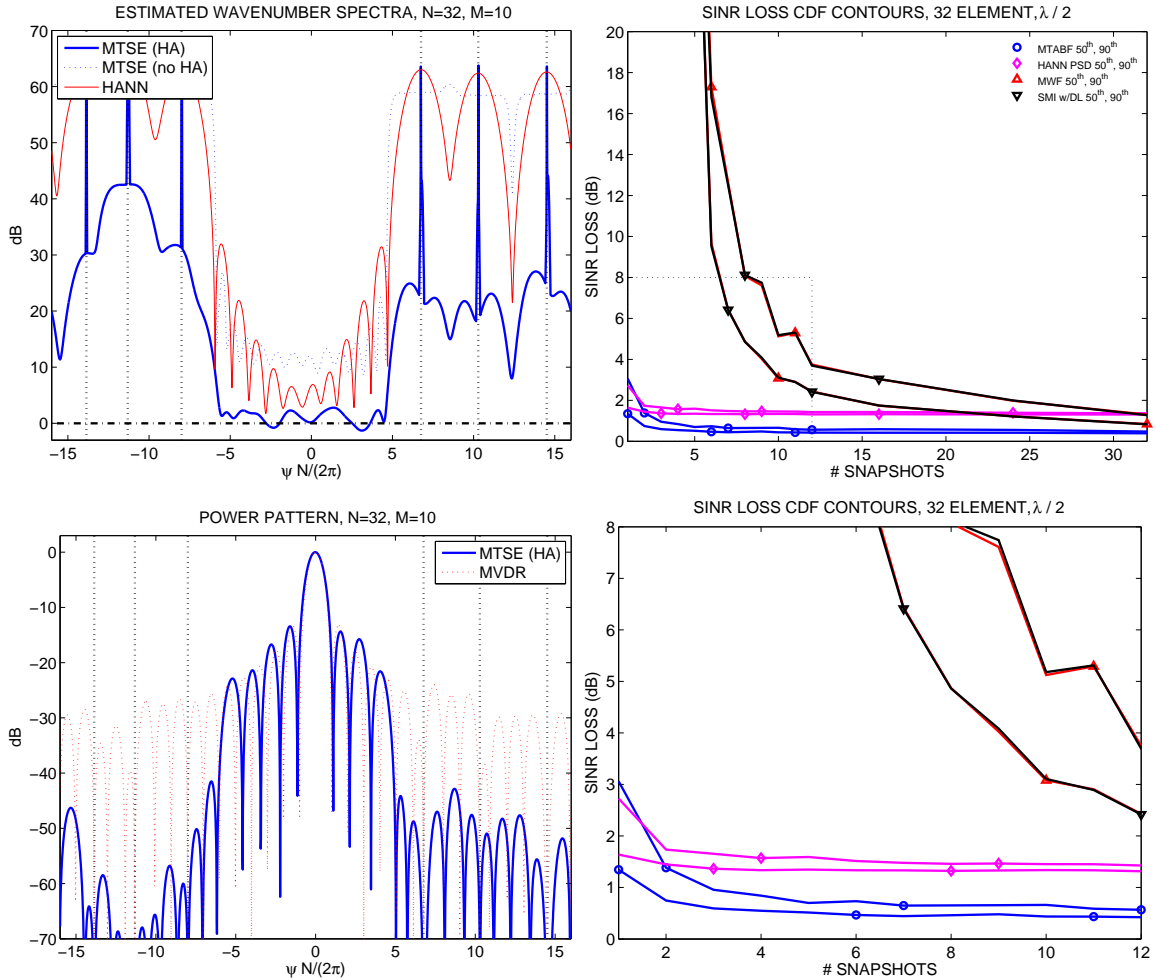 ESTIMATED WAVENUMBER SPECTRA, N=32, M=10
70
60
50
40
30
20
10
0
dB
MTSE (HA)
MTSE (no HA)
HANN
−15
−10
−5
0
5
10
15
ψ N/(2π)
SINR LOSS CDF CONTOURS, 32 ELEMENT, λ / 2
20
18
16
14
12
10
8
6
4
2
0
SINR LOSS (dB)
MTABF 50th, 90th
HANN PSD 50th, 90th
MWF 50th, 90th
SMI w/DL 50th, 90th
5
10
15
20
25
30
# SNAPSHOTS
POWER PATTERN, N=32, M=10
0
−10
−20
−30
−40
−50
−60
−70
dB
MTSE (HA)
MVDR
−15
−10
−5
0
5
10
15
ψ N/(2π)
SINR LOSS CDF CONTOURS, 32 ELEMENT, λ / 2
8
7
6
5
4
3
2
1
0
SINR LOSS (dB)
2
4
6
8
10
12
# SNAPSHOTS